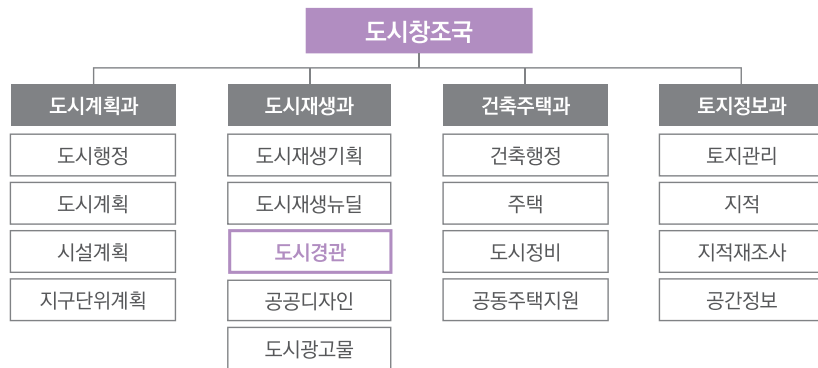 도시창조국
도시계획과
도시행정
도시계획
시설계획
지구단위계획
도시재생과
도시재생기획
도시재생뉴딜
도시경관
공공디자인
도시광고물
건축주택과
건축행정
주택
도시정비
공동주택지원
토지정보과
토지관리
지적
지적재조사
공간정보